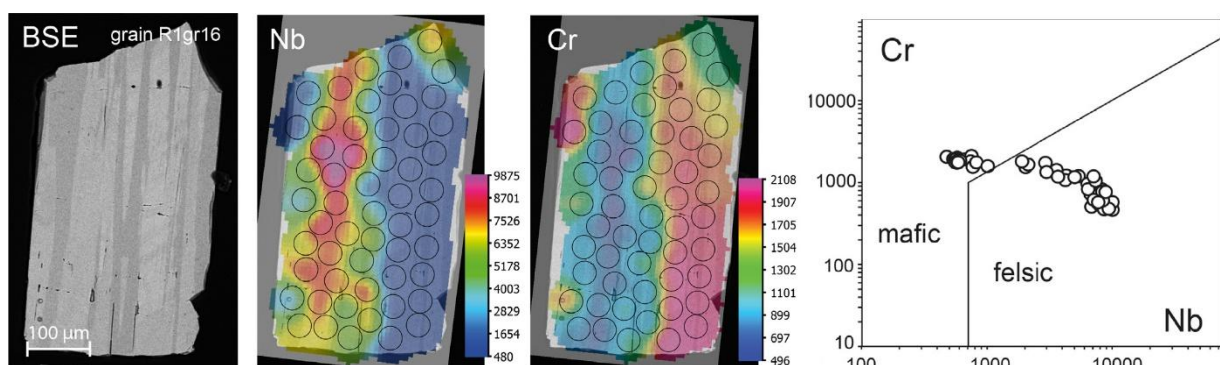 BSE
grain R1gr16
100 µm
Nb
9875
8701
7526
6352
5178
4003
2829
1654
480
Cr
2108
1907
1705
1504
1302
1101
899
697
496
Cr
10000
1000
100
10
mafic
felsic
Nb
100
1000
10000